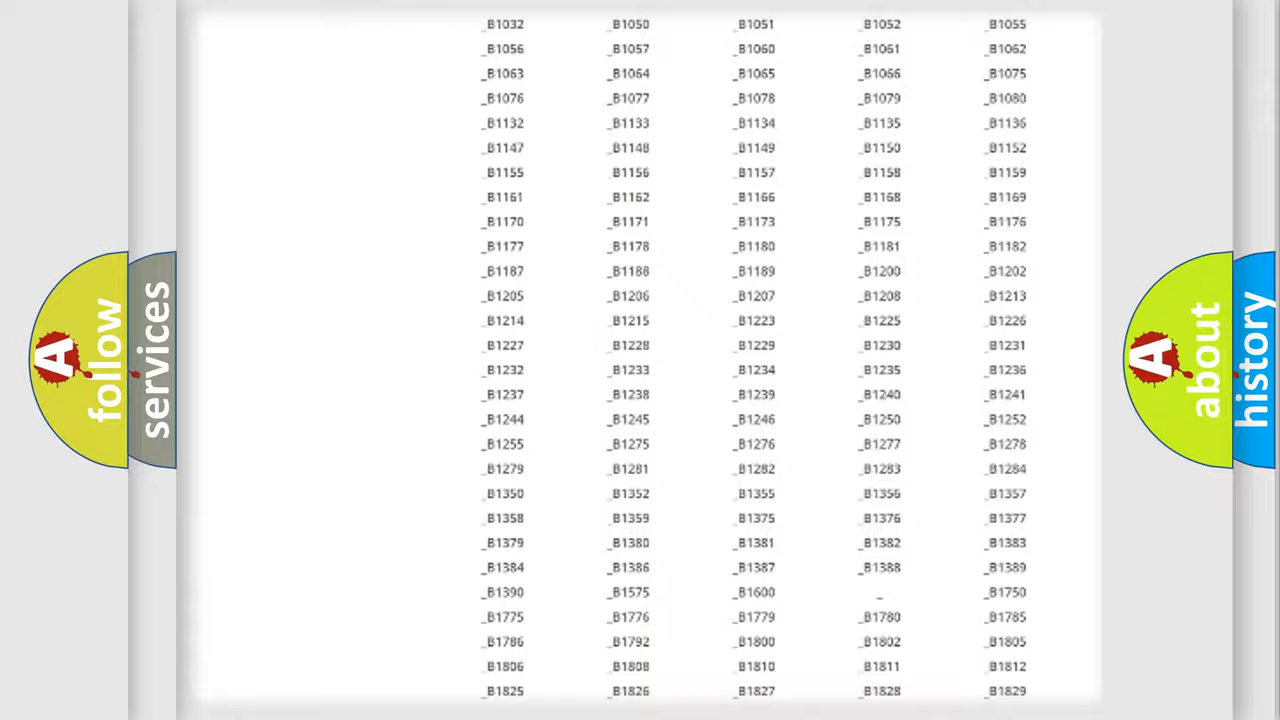 _B1032 _B1050 _B1051 _B1052 _B1055
_B1056 _B1057 _B1060 _B1061 _B1062
_B1063 _B1064 _B1065 _B1066 _B1075
_B1076 _B1077 _B1078 _B1079 _B1080
_B1132 _B1133 _B1134 _B1135 _B1136
_B1147 _B1148 _B1149 _B1150 _B1152
_B1155 _B1156 _B1157 _B1158 _B1159
_B1161 _B1162 _B1166 _B1168 _B1169
_B1170 _B1171 _B1173 _B1175 _B1176
_B1177 _B1178 _B1180 _B1181 _B1182
_B1187 _B1188 _B1189 _B1200 _B1202
_B1205 _B1206 _B1207 _B1208 _B1213
_B1214 _B1215 _B1223 _B1225 _B1226
_B1227 _B1228 _B1229 _B1230 _B1231
_B1232 _B1233 _B1234 _B1235 _B1236
_B1237 _B1238 _B1239 _B1240 _B1241
_B1244 _B1245 _B1246 _B1250 _B1252
_B1255 _B1275 _B1276 _B1277 _B1278
_B1279 _B1281 _B1282 _B1283 _B1284
_B1350 _B1352 _B1355 _B1356 _B1357
_B1358 _B1359 _B1375 _B1376 _B1377
_B1379 _B1380 _B1381 _B1382 _B1383
_B1384 _B1386 _B1387 _B1388 _B1389
_B1390 _B1575 _B1600 _ _B1750
_B1775 _B1776 _B1779 _B1780 _B1785
_B1786 _B1792 _B1800 _B1802 _B1805
_B1806 _B1808 _B1810 _B1811 _B1812
_B1825 _B1826 _B1827 _B1828 _B1829
A
follow
services
A
about
history